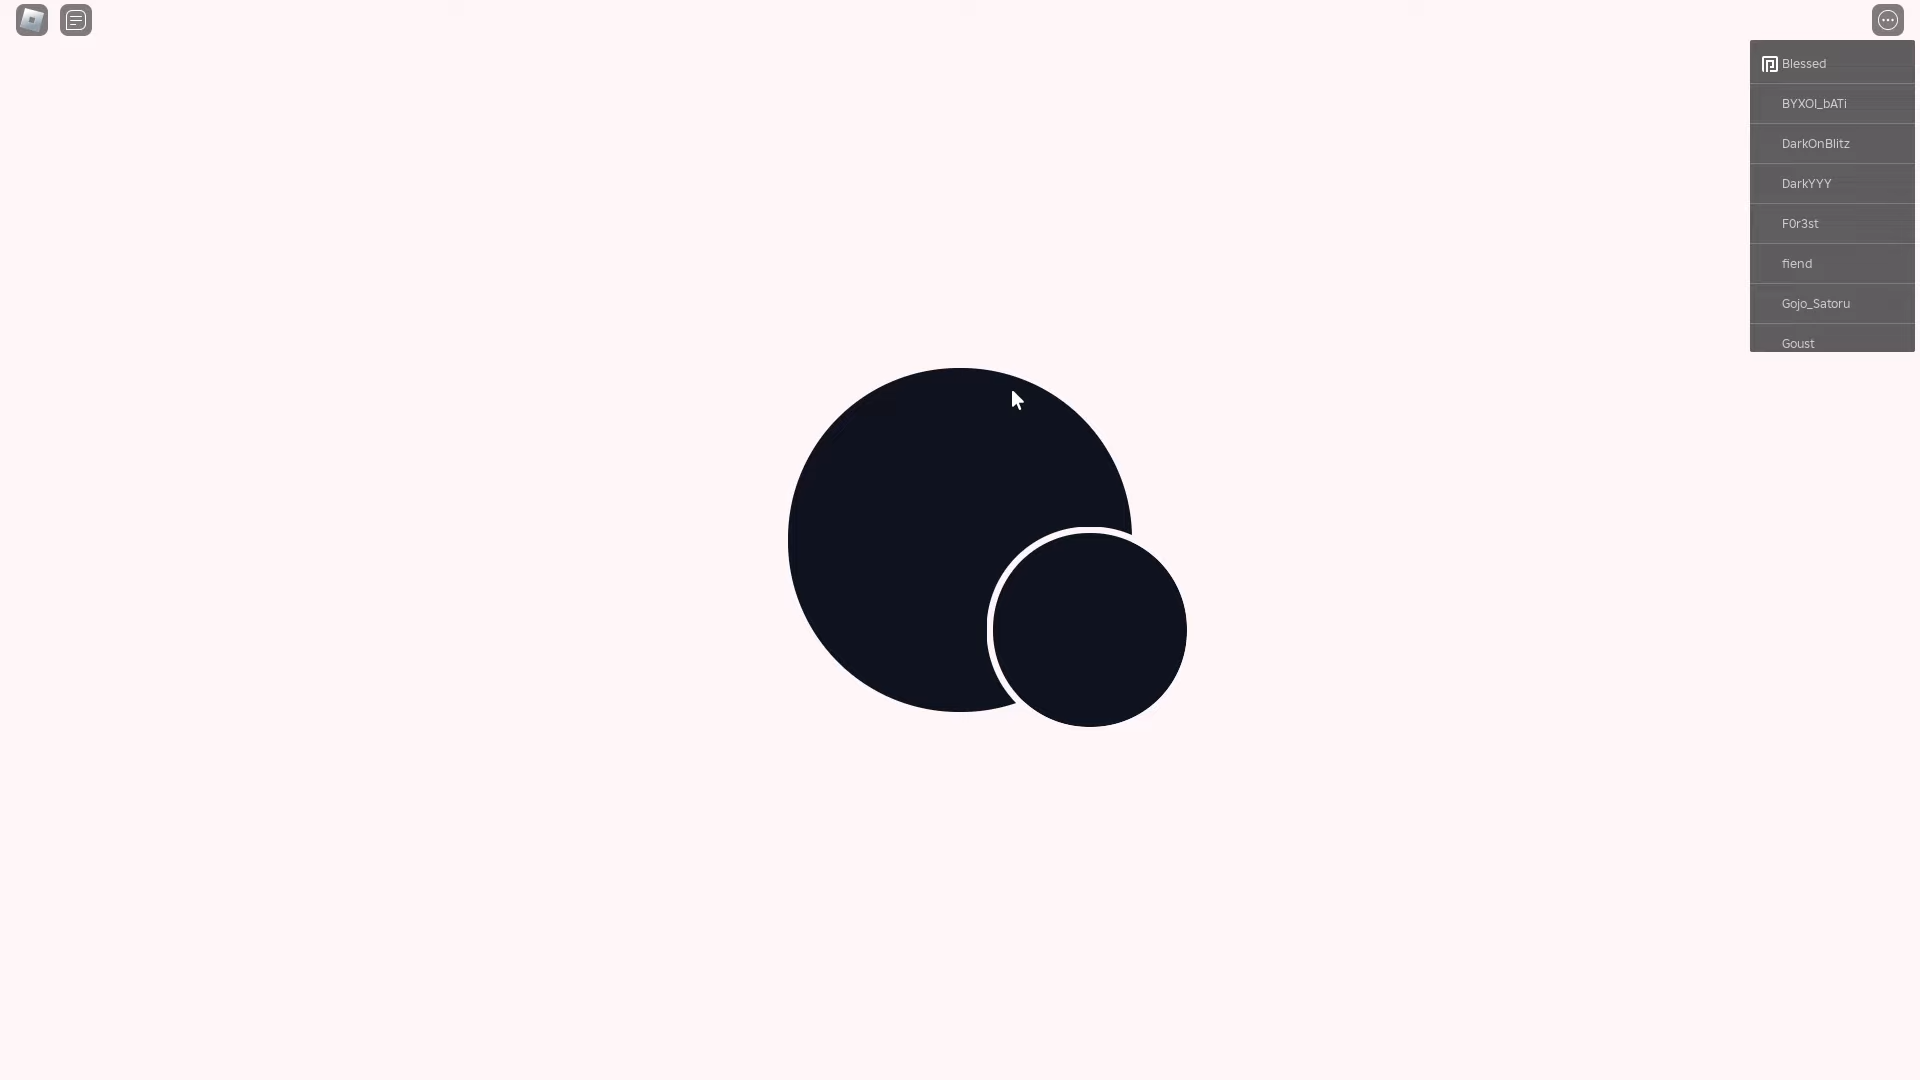 Blessed
BYXOI_bATi
DarkOnBlitz
DarkYYY
F0r3st
fiend
Gojo_Satoru
Goust